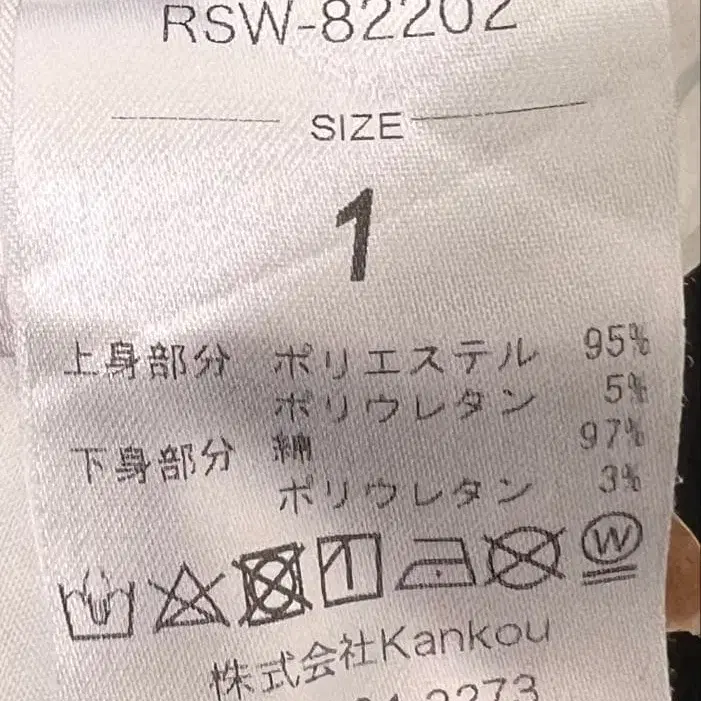 RSW-82202
SIZE
1
上身部分 ポリエステル 95%
ポリウレタン 5%
下身部分 綿 97%
ポリウレタン 3%
W
株式会社Kankou
2273